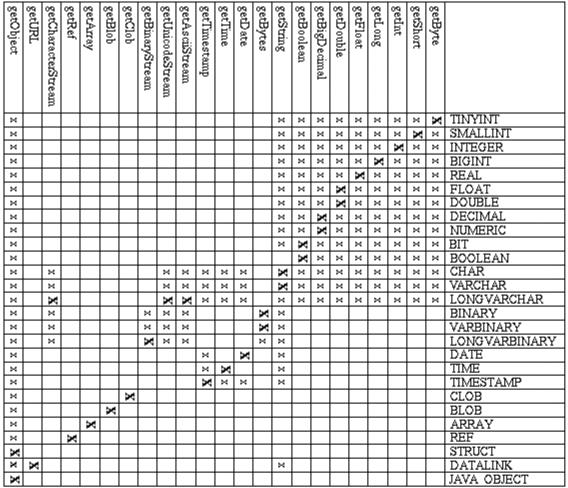 getObject
getURL
getCharacterStream
getRef
getArray
getBlob
getClob
getBinaryStream
getUnicodeStream
getAsciiStream
getTimestamp
getTime
getDate
getBytes
getString
getBoolean
getBigDecimal
getDouble
getFloat
getLong
getInt
getShort
getByte
x x x x x x x x x X TINYINT
x x x x x x x x X x SMALLINT
x x x x x x x X x x INTEGER
x x x x x x X x x x BIGINT
x x x x x X x x x x REAL
x x x x X x x x x x FLOAT
x x x x X x x x x x DOUBLE
x x x X x x x x x x DECIMAL
x x x X x x x x x x NUMERIC
x x X x x x x x x x BIT
x x X x x x x x x x BOOLEAN
x x x x x x x X x x x x x x x x CHAR
x x x x x x x X x x x x x x x x VARCHAR
x X X X x x x x x x x x x x x x LONGVARCHAR
x x x x x X x BINARY
x x x x x X x VARBINARY
x x X x x x x LONGVARBINARY
x x X x DATE
x x X x TIME
x X x x x TIMESTAMP
x X CLOB
x X BLOB
x X ARRAY
x X REF
X STRUCT
x X x DATALINK
X JAVA OBJECT